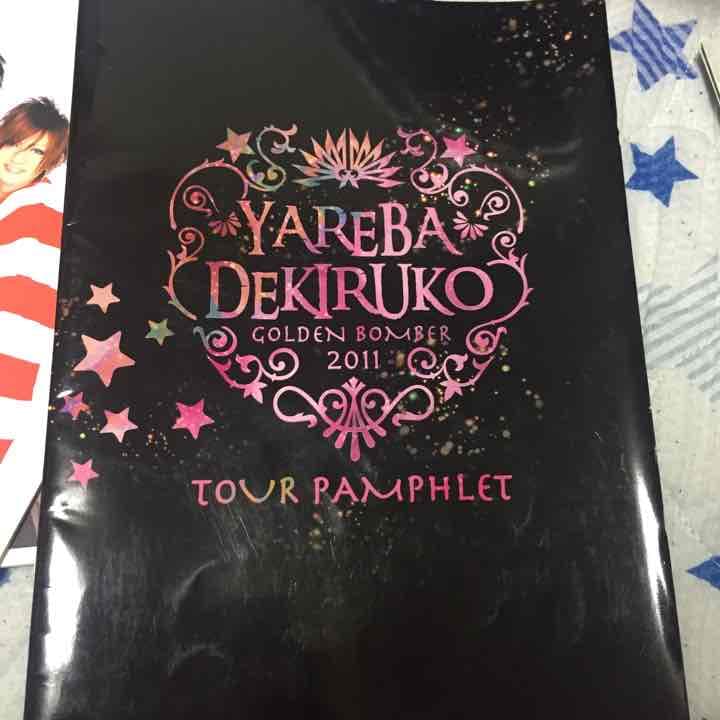 YAREBA
DEKIRUKO
GOLDEN BOMBER
2011
TOUR PAMPHLET